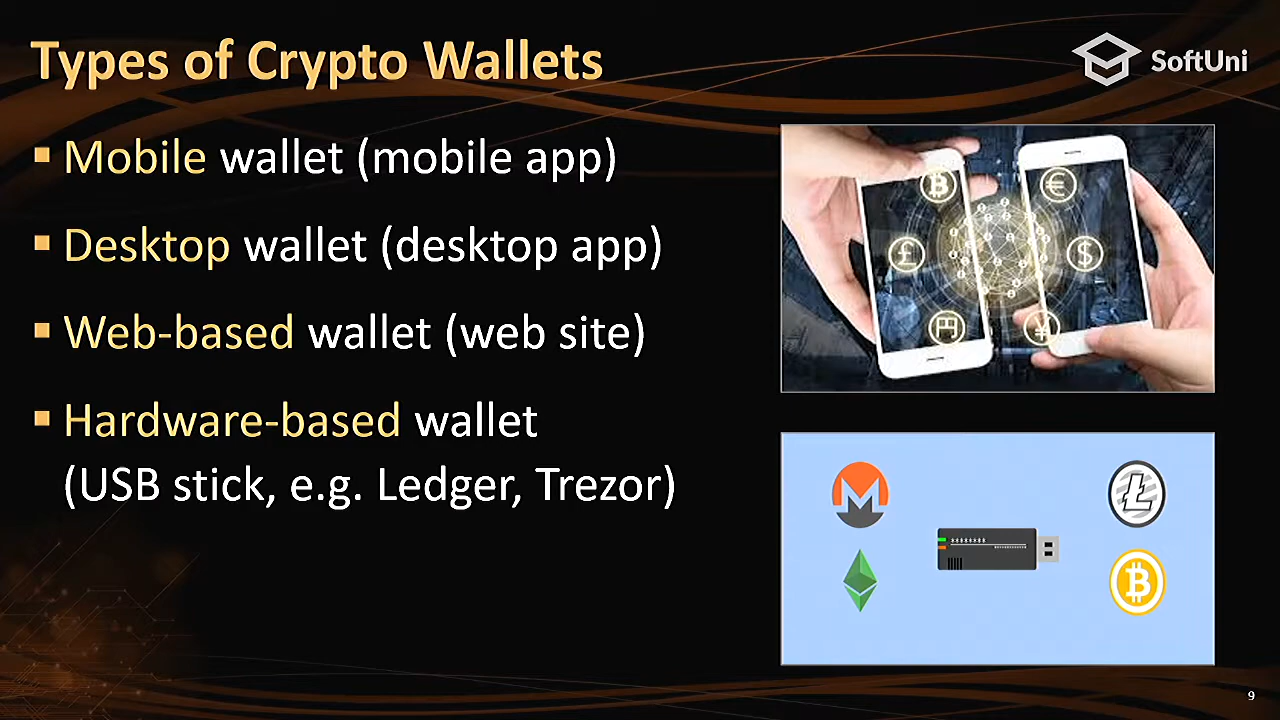 Types of Crypto Wallets
SoftUni
▪ Mobile wallet (mobile app)
▪ Desktop wallet (desktop app)
▪ Web-based wallet (web site)
▪ Hardware-based wallet
(USB stick, e.g. Ledger, Trezor)
9